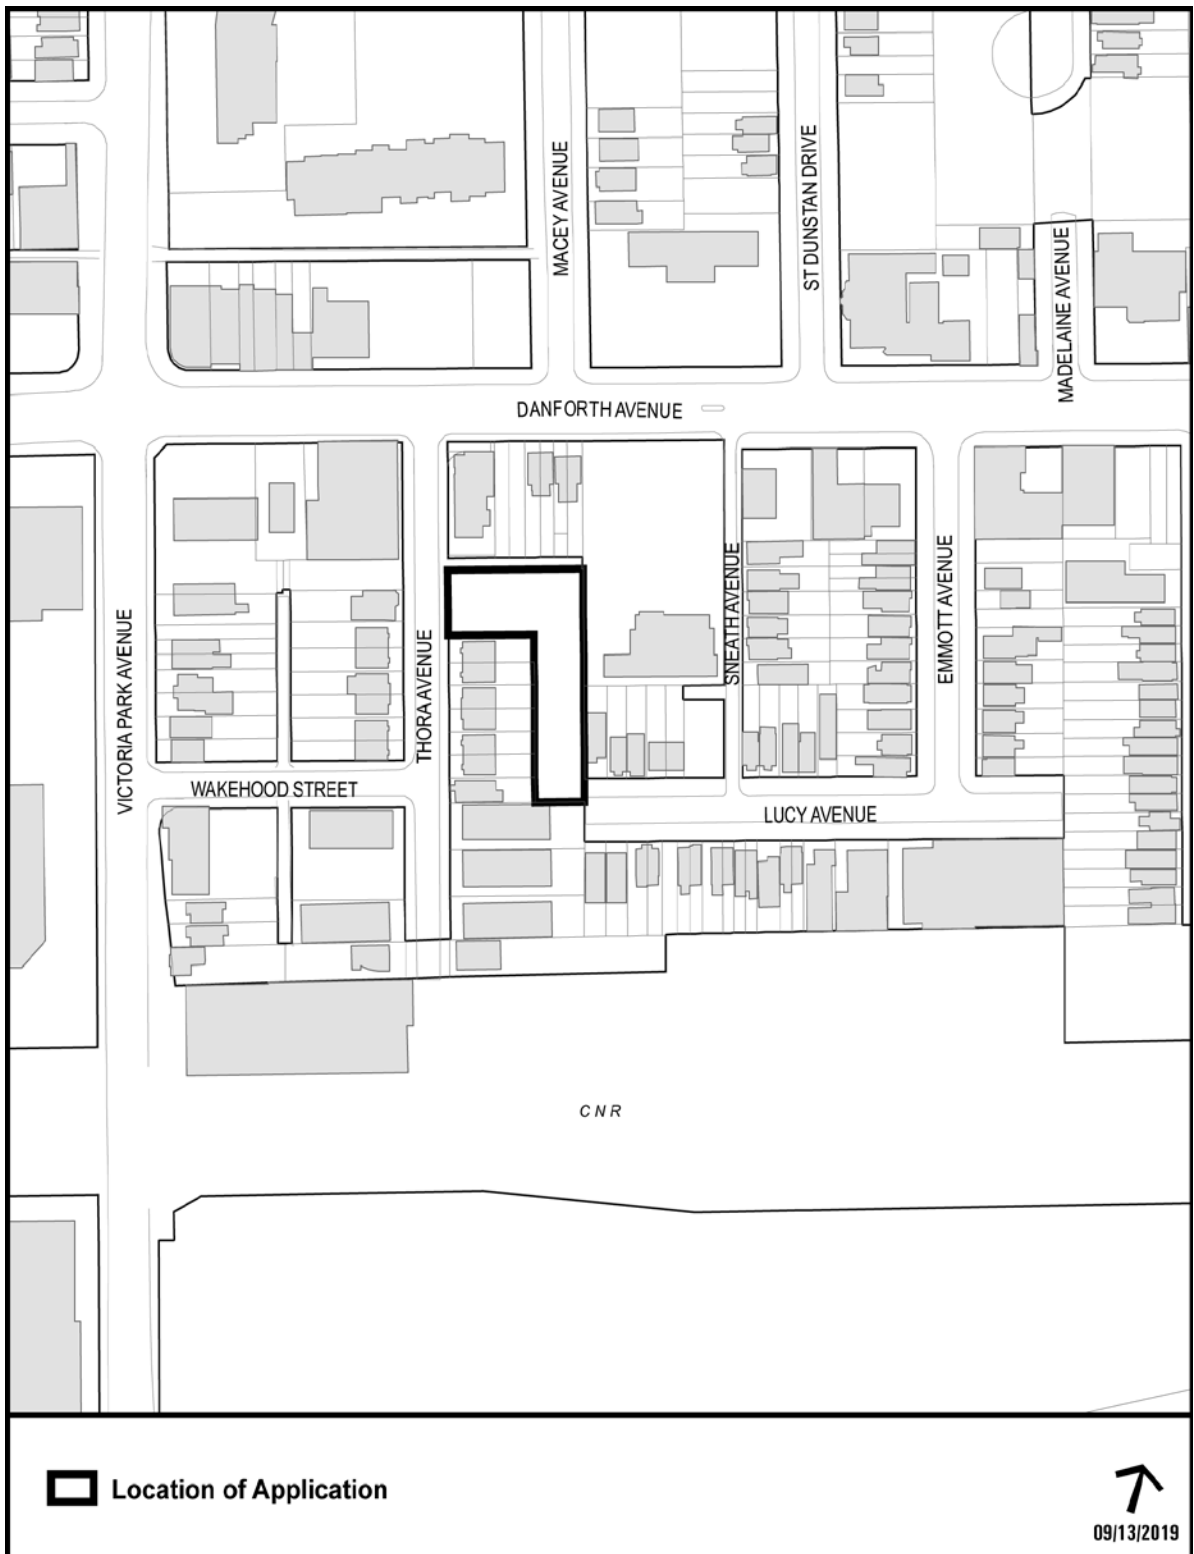 MACEY AVENUE
ST DUNSTAN DRIVE
MADELAINE AVENUE
DANFORTH AVENUE
VICTORIA PARK AVENUE
THORA AVENUE
SNEATH AVENUE
EMMOTT AVENUE
WAKEHOOD STREET
LUCY AVENUE
CNR
Location of Application
09/13/2019